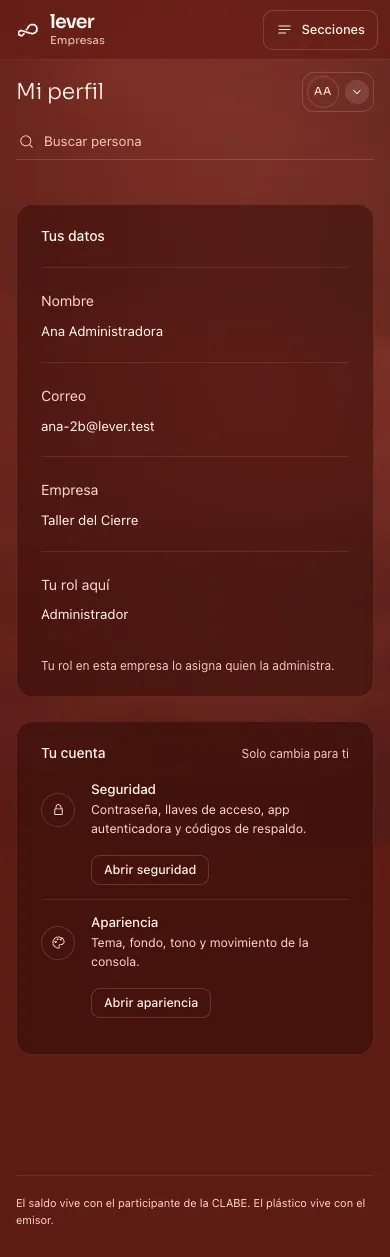 lever
Empresas
Secciones
Mi perfil
AA
Buscar persona
Tus datos
Nombre
Ana Administradora
Correo
ana-2b@lever.test
Empresa
Taller del Cierre
Tu rol aquí
Administrador
Tu rol en esta empresa lo asigna quien la administra.
Tu cuenta
Solo cambia para ti
Seguridad
Contraseña, llaves de acceso, app
autenticadora y códigos de respaldo.
Abrir seguridad
Apariencia
Tema, fondo, tono y movimiento de la
consola.
Abrir apariencia
El saldo vive con el participante de la CLABE. El plástico vive con el
emisor.